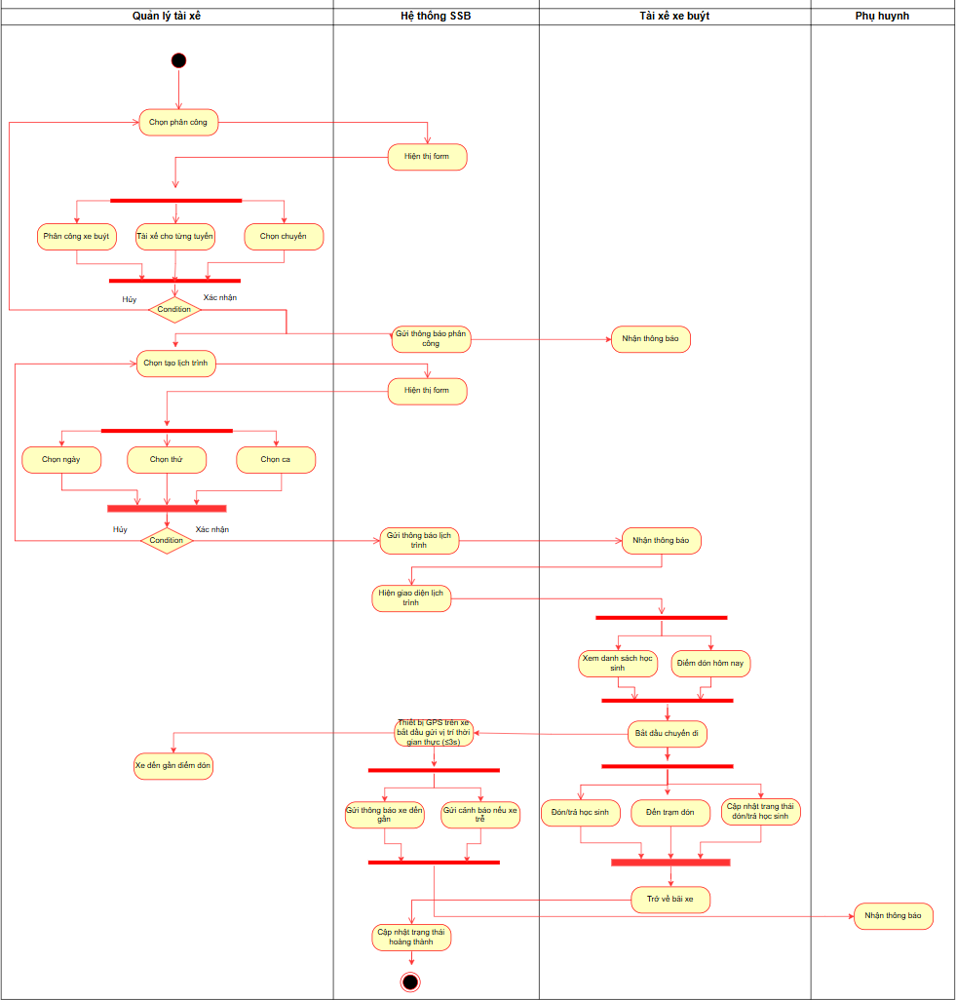 Quản lý tài xế
Hệ thống SSB
Tài xế xe buýt
Phụ huynh
Chọn phân công
Hiện thị form
Phân công xe buýt
Tài xế cho từng tuyến
Chọn chuyến
Hủy
Xác nhận
Condition
Gửi thông báo phân
công
Nhận thông báo
Chọn tạo lịch trình
Hiện thị form
Chọn ngày
Chọn thứ
Chọn ca
Hủy
Xác nhận
Condition
Gửi thông báo lịch
trình
Nhận thông báo
Hiện giao diện lịch
trình
Xem danh sách học
sinh
Điểm đón hôm nay
Thiết bị GPS trên xe
bắt đầu gửi vị trí thời
gian thực (≤3s)
Bắt đầu chuyến đi
Xe đến gần điểm đón
Gửi thông báo xe đến
gần
Gửi cảnh báo nếu xe
trễ
Đón/trả học sinh
Đến trạm đón
Cập nhật trạng thái
đón/trả học sinh
Trở về bãi xe
Nhận thông báo
Cập nhật trạng thái
hoàng thành